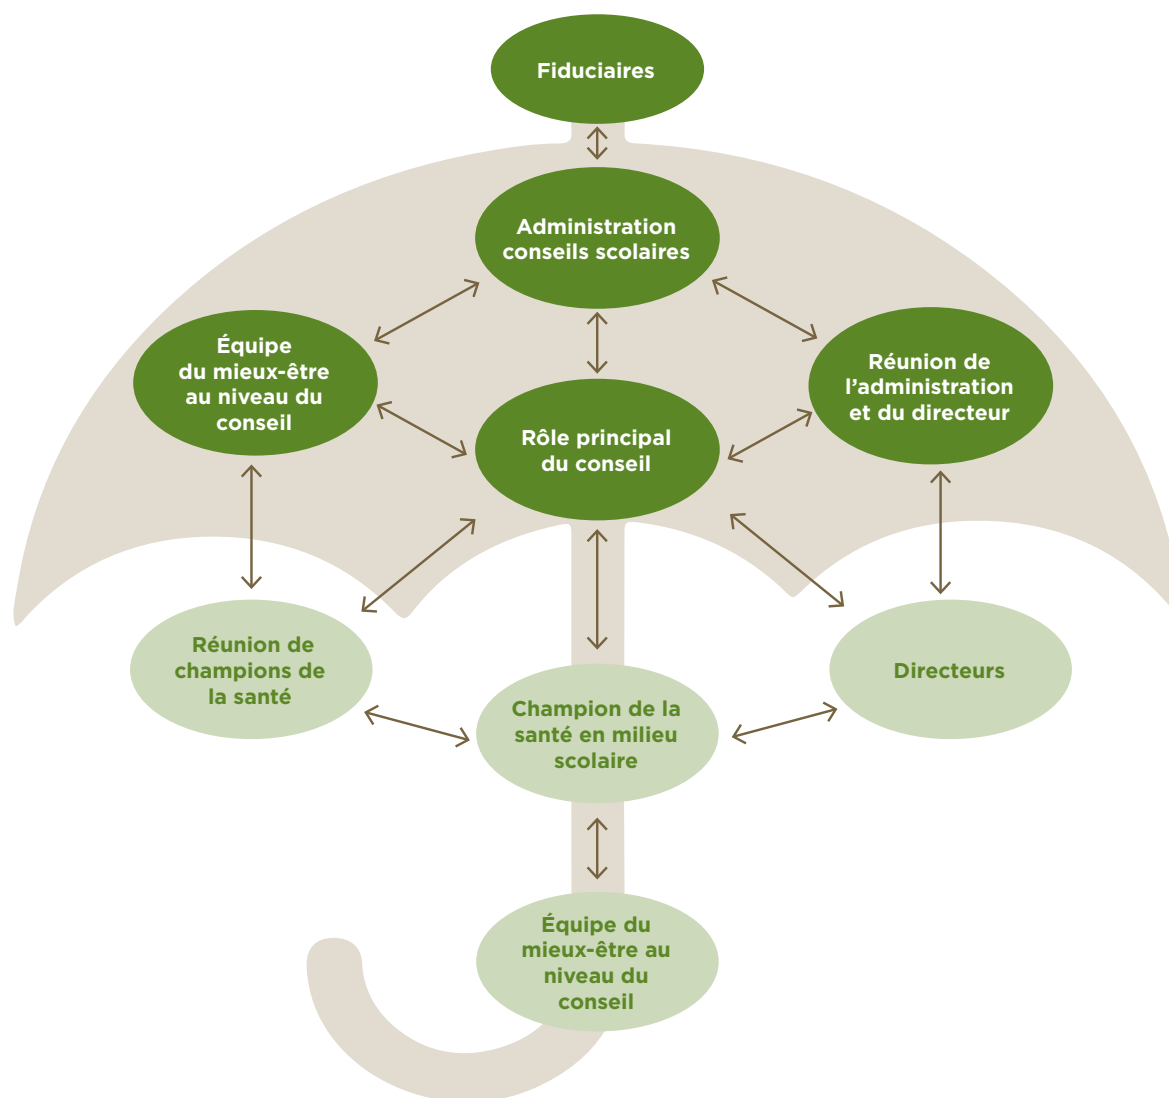 Fiduciaires
Administration
conseils scolaires
Équipe
du mieux-être
au niveau du
conseil
Réunion de
l’administration
et du directeur
Rôle principal
du conseil
Réunion de
champions de
la santé
Directeurs
Champion de la
santé en milieu
scolaire
Équipe du
mieux-être au
niveau du
conseil